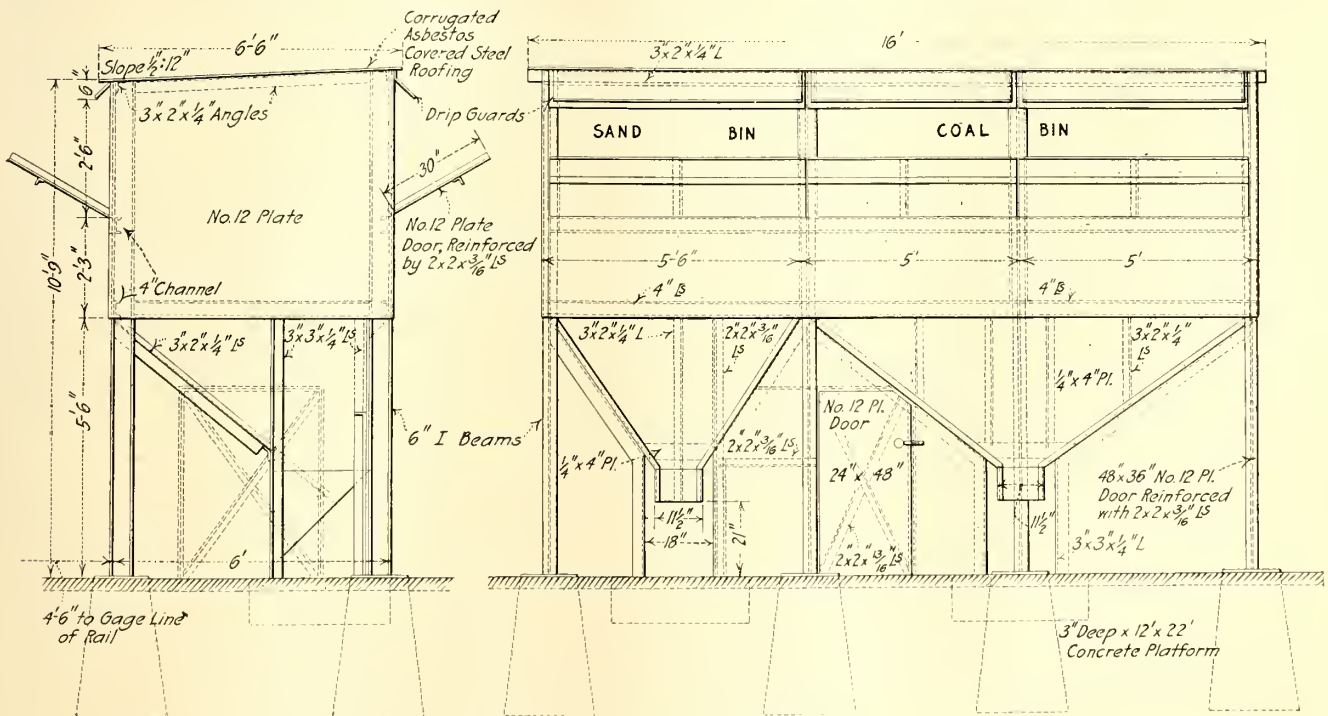 6'-6"
Corrugated
Asbestos
Covered Steel
Roofing
Slope ½":12"
6"
3"x2"x¼" Angles
Drip Guards
2'-6"
30"
No.12 Plate
No.12 Plate
Door, Reinforced
by 2"x2"x3/16" Ls
10'-9"
2'-3"
4" Channel
3"x2"x¼" Ls
3"x3"x¼" Ls
5'-6"
6" I Beams
6'
4'-6" to Gage Line
of Rail
16'
3"x2"x¼" L
SAND BIN
COAL BIN
5'-6"
5'
5'
4" [s
4" [s
3"x2"x¼" L
2"x2"x3/16"
Ls
3"x2"x¼"
Ls
¼"x4" Pl.
No.12 Pl.
Door
24" x 48"
2"x2"x3/16" Ls
¼"x4" Pl.
11½"
18"
21"
2"x2"x13/16" Ls
11½"
48"x36" No.12 Pl.
Door Reinforced
with 2"x2"x3/16" Ls
3"x3"x¼" L
3" Deep x 12' x 22'
Concrete Platform